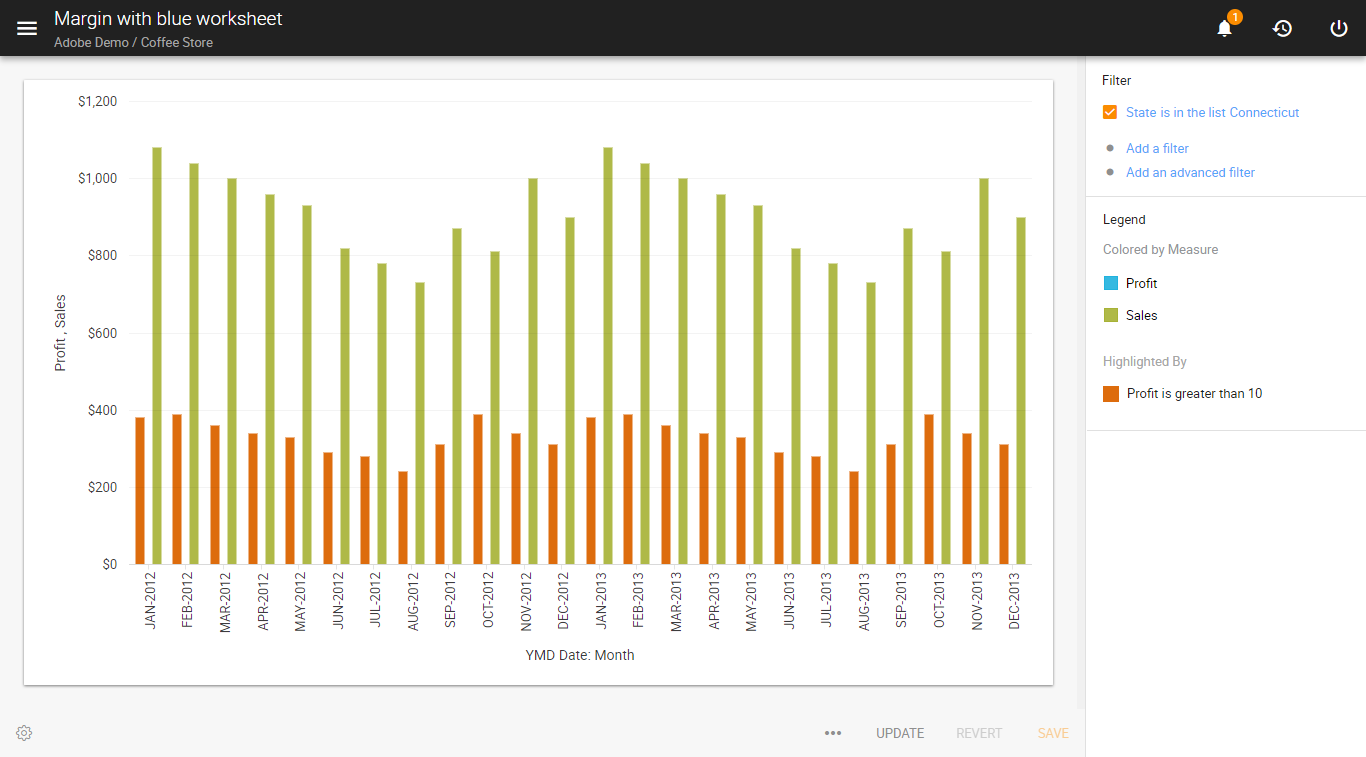 Margin with blue worksheet
Adobe Demo / Coffee Store
1
$1,200
$1,000
$800
$600
$400
$200
$0
Profit , Sales
JAN-2012
FEB-2012
MAR-2012
APR-2012
MAY-2012
JUN-2012
JUL-2012
AUG-2012
SEP-2012
OCT-2012
NOV-2012
DEC-2012
JAN-2013
FEB-2013
MAR-2013
APR-2013
MAY-2013
JUN-2013
JUL-2013
AUG-2013
SEP-2013
OCT-2013
NOV-2013
DEC-2013
YMD Date: Month
Filter
State is in the list Connecticut
Add a filter
Add an advanced filter
Legend
Colored by Measure
Profit
Sales
Highlighted By
Profit is greater than 10
UPDATE
REVERT
SAVE